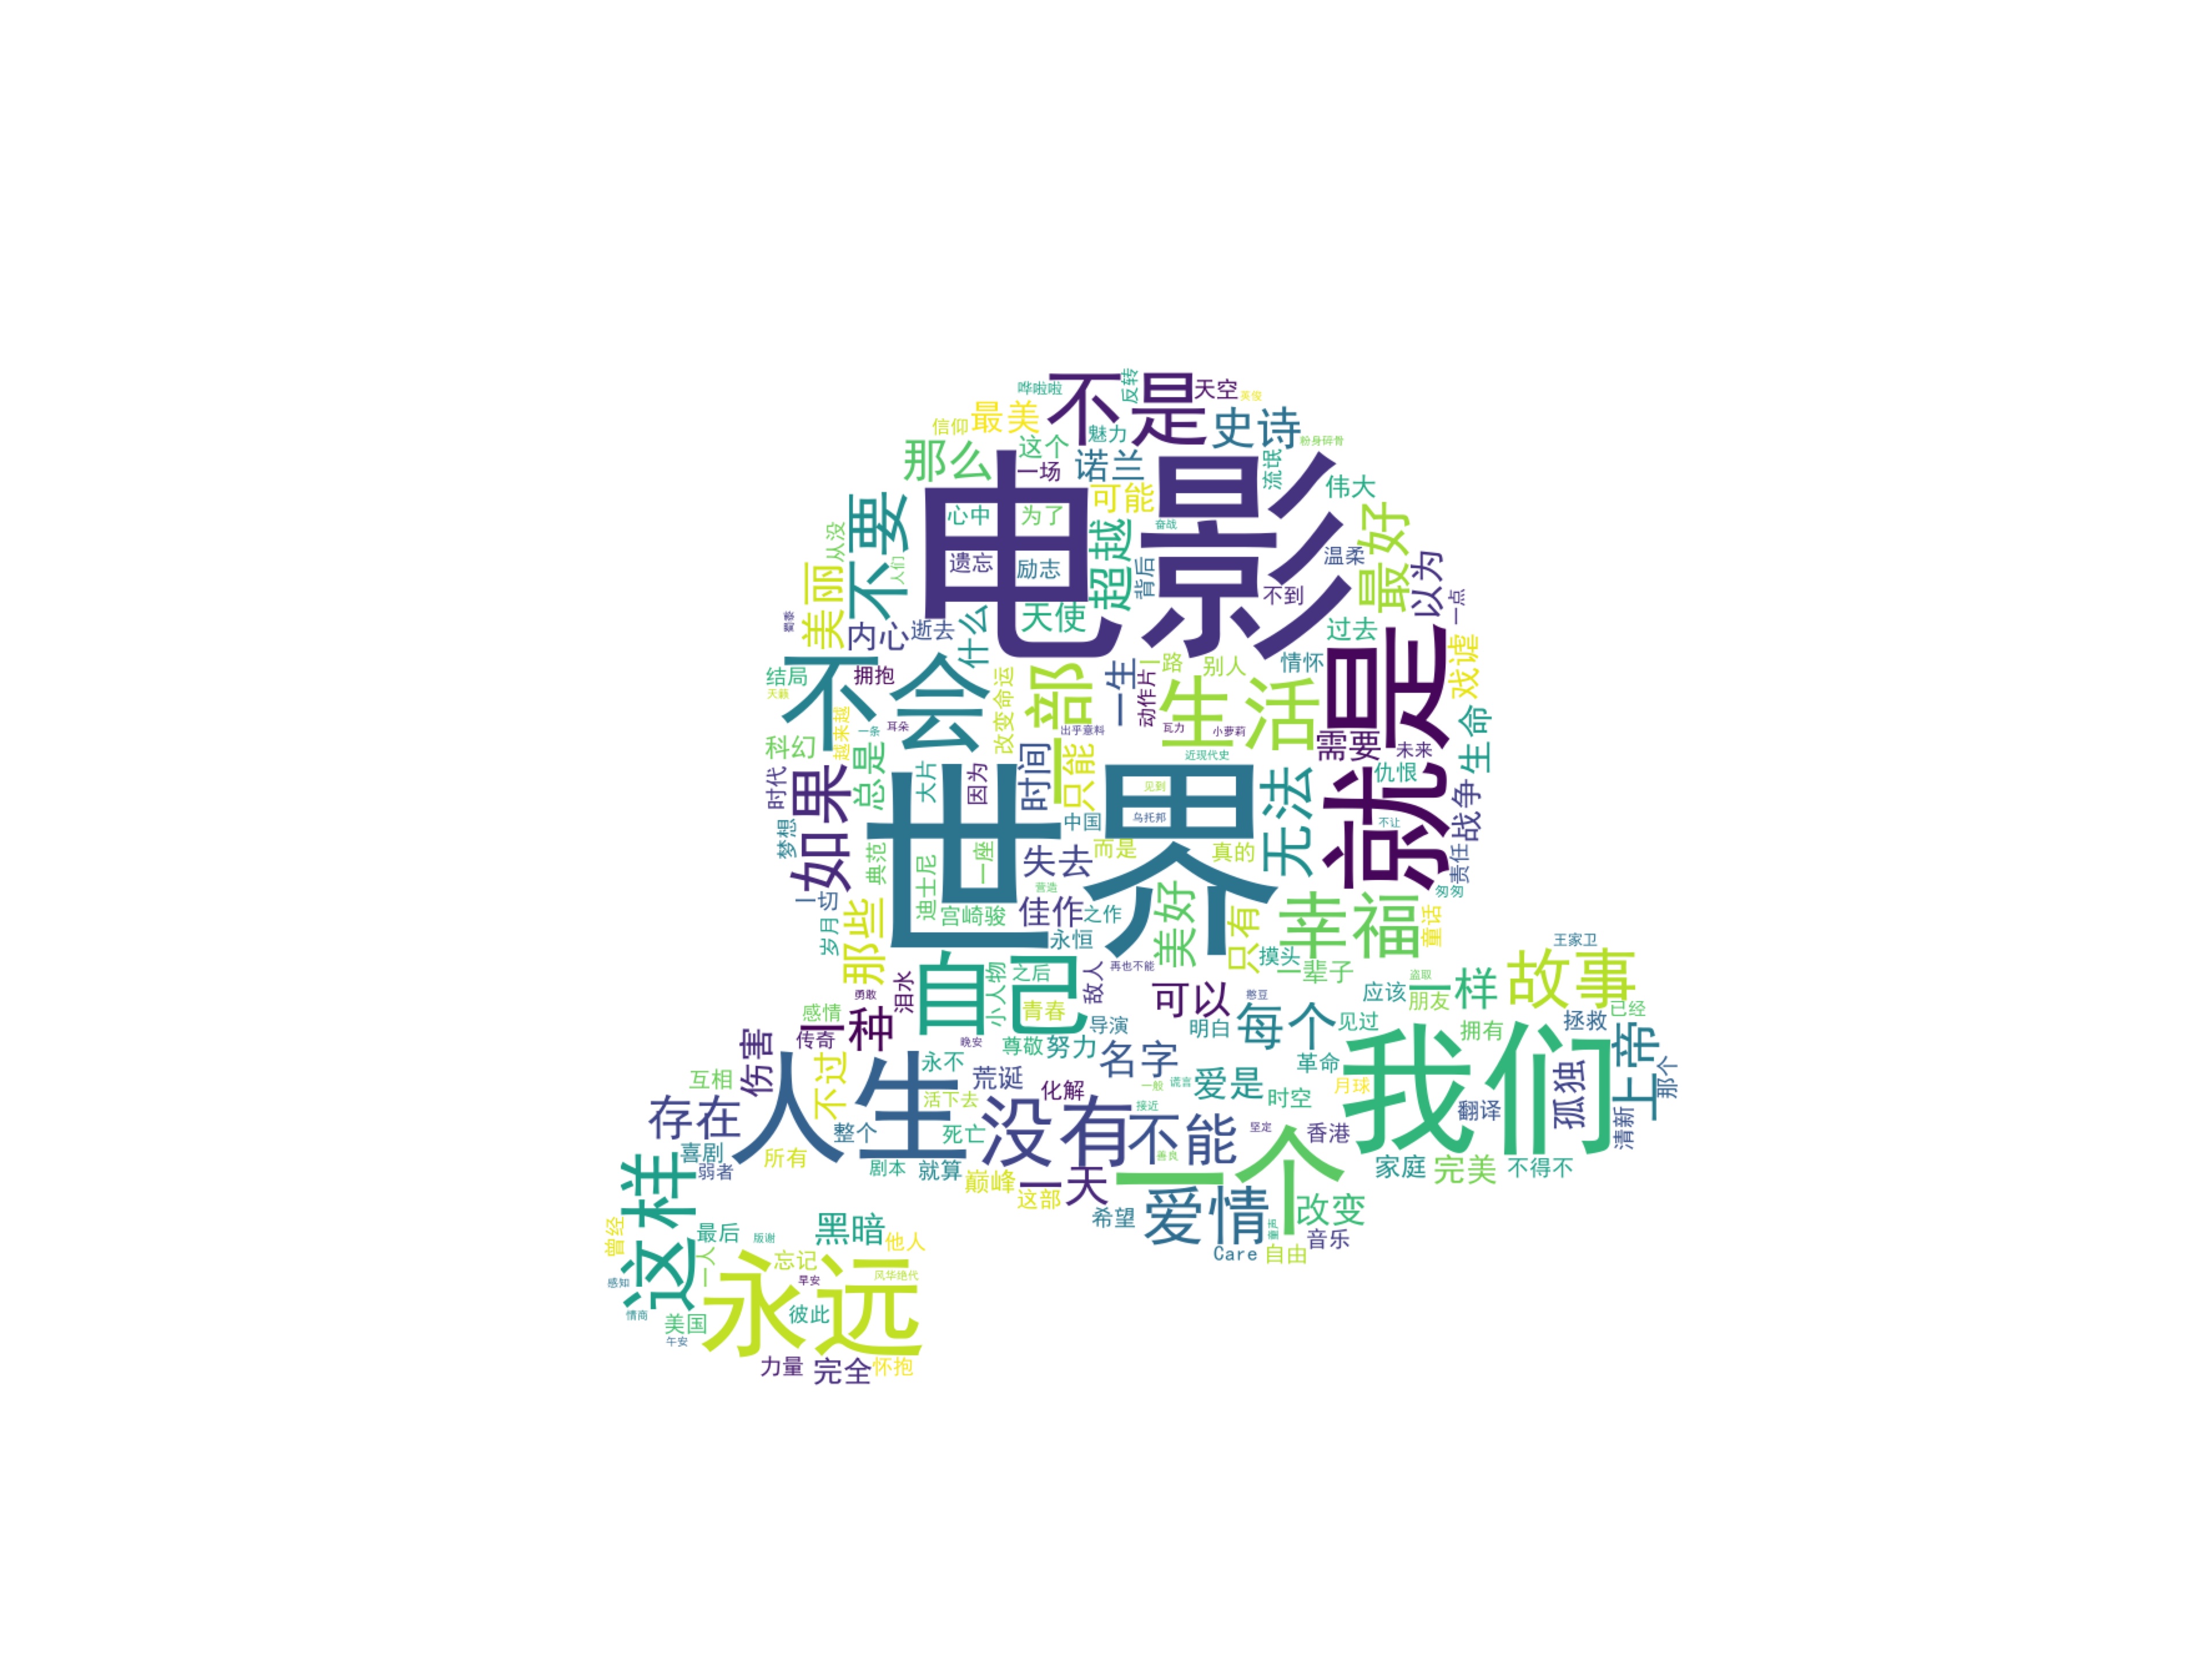 不是
哗啦啦
反转
天空
英俊
最美
信仰
史诗
魅力
粉身碎骨
那么
这个
一场
诺兰
流氓
可能
伟大
电影
心中
为了
遗忘
励志
不要
从没
人们
超越
奋战
背后
温柔
最好
以为
不到
一点
美丽
内心
逝去
什么
天使
过去
戏谑
情怀
别人
一路
一生
动作片
不会
拥抱
结局
天籁
改变命运
一部
生活
就是
越来越
一条
耳朵
出乎意料
瓦力
小萝莉
需要
未来
生命
科幻
总是
大片
因为
时间
只能
近现代史
仇恨
时代
如果
世界
见到
乌托邦
无法
不让
战争
中国
梦想
典范
迪士尼
一座
失去
而是
真的
责任
匆匆
一切
营造
宫崎骏
佳作
之作
美好
只有
幸福
童话
岁月
那些
永恒
王家卫
摸头
一辈子
自己
小人物
之后
敌人
再也不能
盗取
一样
故事
应该
朋友
已经
泪水
勇敢
青春
可以
憨豆
感情
一种
传奇
导演
明白
每个
见过
拥有
拯救
伤害
晚安
尊敬
努力
名字
革命
我们
上帝
那个
孤独
清新
翻译
互相
不过
人生
永不
荒诞
化解
一般
谎言
爱是
时空
月球
存在
活下去
接近
整个
死亡
没有
不能
坚定
香港
喜剧
弱者
所有
剧本
就算
善良
一个
家庭
完美
不得不
巅峰
这部
一天
爱情
改变
希望
童声
音乐
Care
自由
这样
曾经
最后
版谢
黑暗
他人
一人
忘记
早安
风华绝代
感知
永远
彼此
情商
美国
午安
力量
完全
怀抱